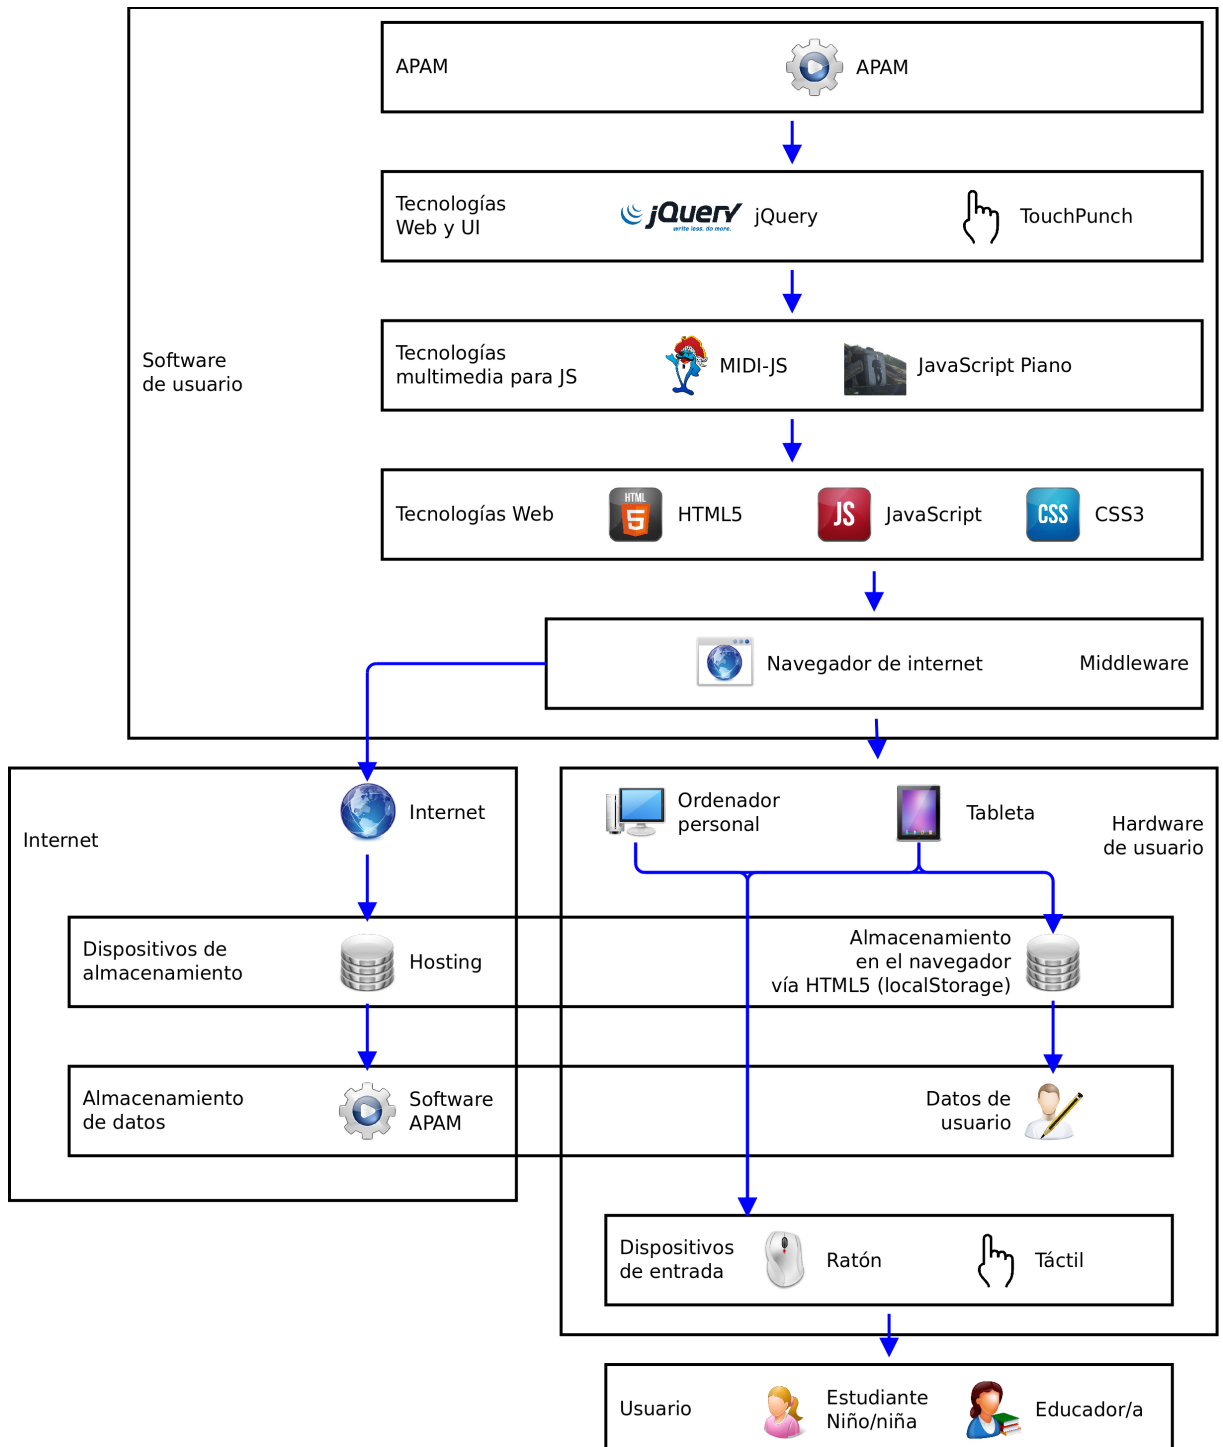 APAM
APAM
Tecnologías
Web y UI
jQuery
write less, do more.
jQuery
TouchPunch
Software
de usuario
Tecnologías
multimedia para JS
MIDI-JS
JavaScript Piano
Tecnologías Web
HTML
5
HTML5
JS
JavaScript
CSS
CSS3
Navegador de internet
Middleware
Internet
Internet
Ordenador
personal
Tableta
Hardware
de usuario
Dispositivos de
almacenamiento
Hosting
Almacenamiento
en el navegador
vía HTML5 (localStorage)
Almacenamiento
de datos
Software
APAM
Datos de
usuario
Dispositivos
de entrada
Ratón
Táctil
Usuario
Estudiante
Niño/niña
Educador/a